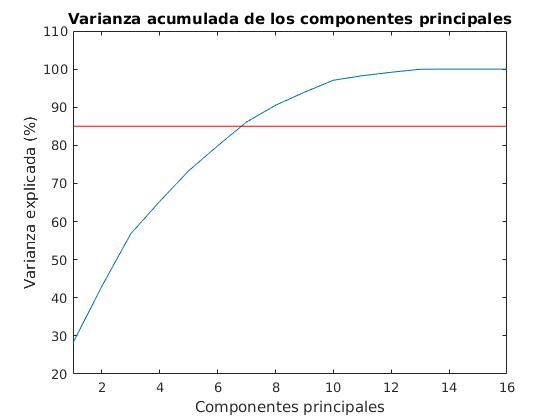 Varianza acumulada de los componentes principales
110
100
90
80
70
60
50
40
30
20
Varianza explicada (%)
2 4 6 8 10 12 14 16
Componentes principales